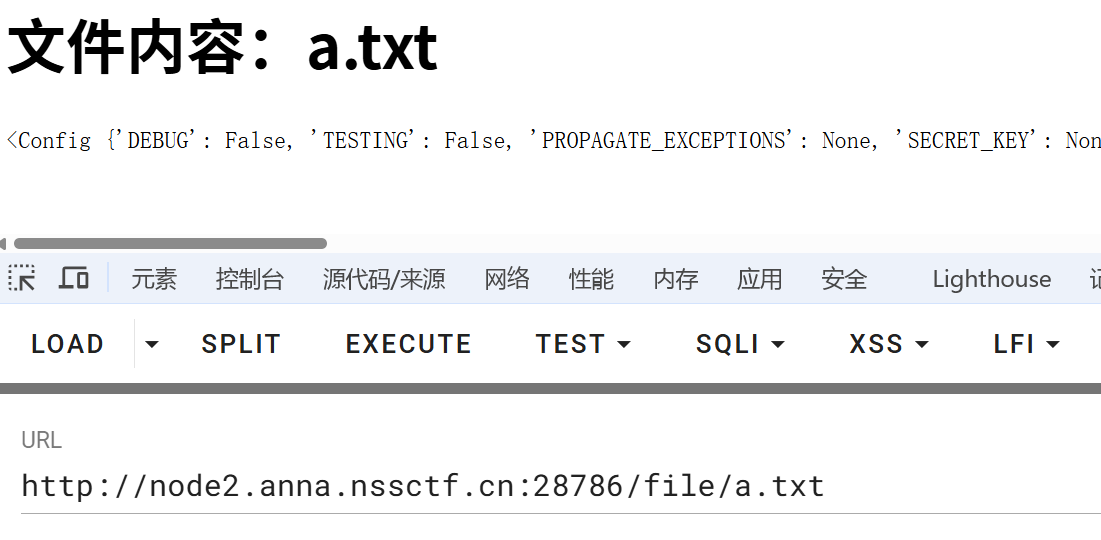 文件内容：a.txt
<Config {'DEBUG': False, 'TESTING': False, 'PROPAGATE_EXCEPTIONS': None, 'SECRET_KEY': Non
元素 控制台 源代码/来源 网络 性能 内存 应用 安全 Lighthouse
LOAD SPLIT EXECUTE TEST SQLI XSS LFI
URL
http://node2.anna.nssctf.cn:28786/file/a.txt